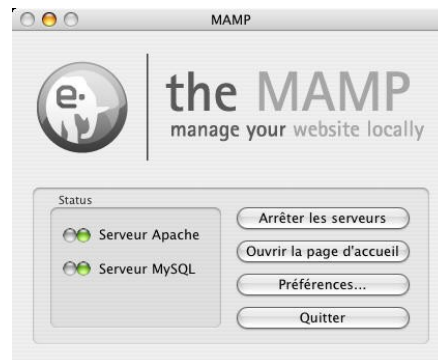 MAMP
e.
the MAMP
manage your website locally
Status
Serveur Apache
Serveur MySQL
Arrêter les serveurs
Ouvrir la page d'accueil
Préférences...
Quitter